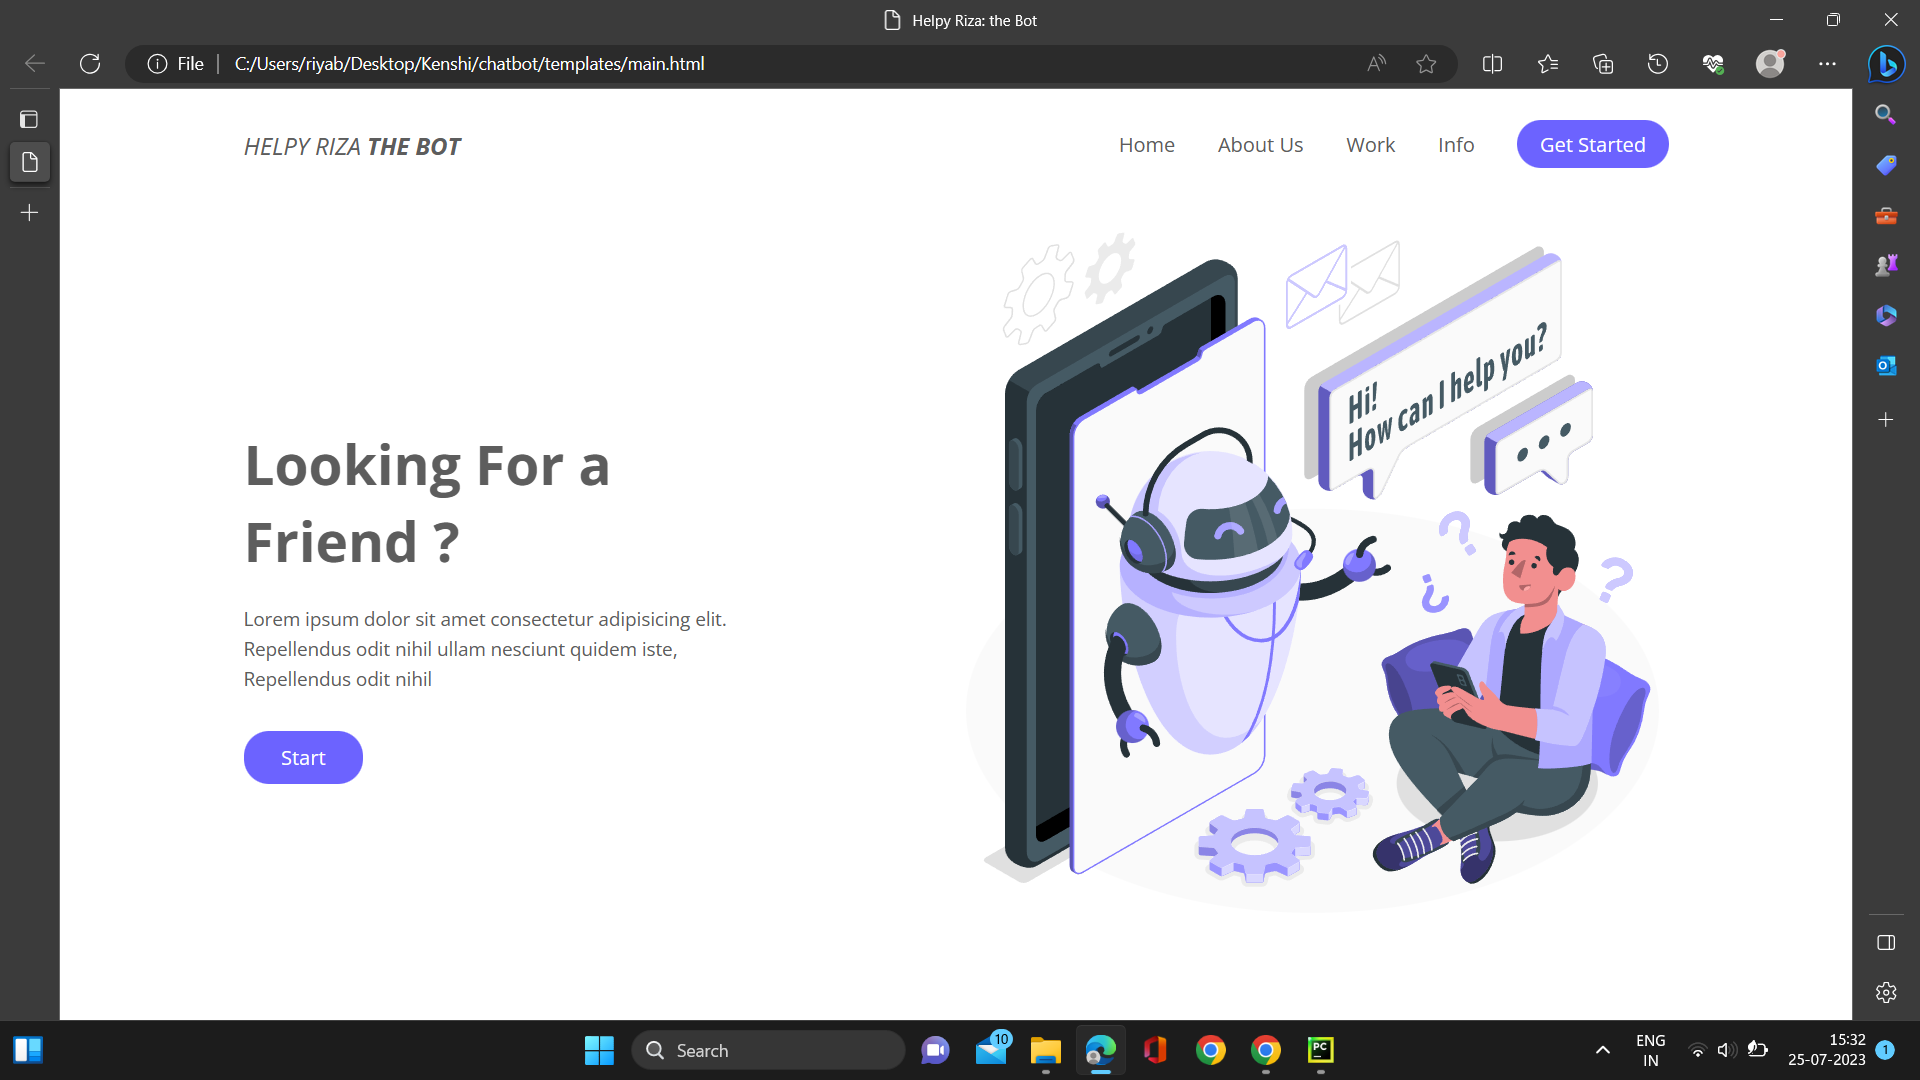 Helpy Riza: the Bot
File
C:/Users/riyab/Desktop/Kenshi/chatbot/templates/main.html
HELPY RIZA THE BOT
Home
About Us
Work
Info
Get Started
Hi!
How can I help you?
? ¿ ?
Looking For a
Friend ?
Lorem ipsum dolor sit amet consectetur adipisicing elit.
Repellendus odit nihil ullam nesciunt quidem iste,
Repellendus odit nihil
Start
Search
10
PC
ENG
IN
15:32
25-07-2023
1